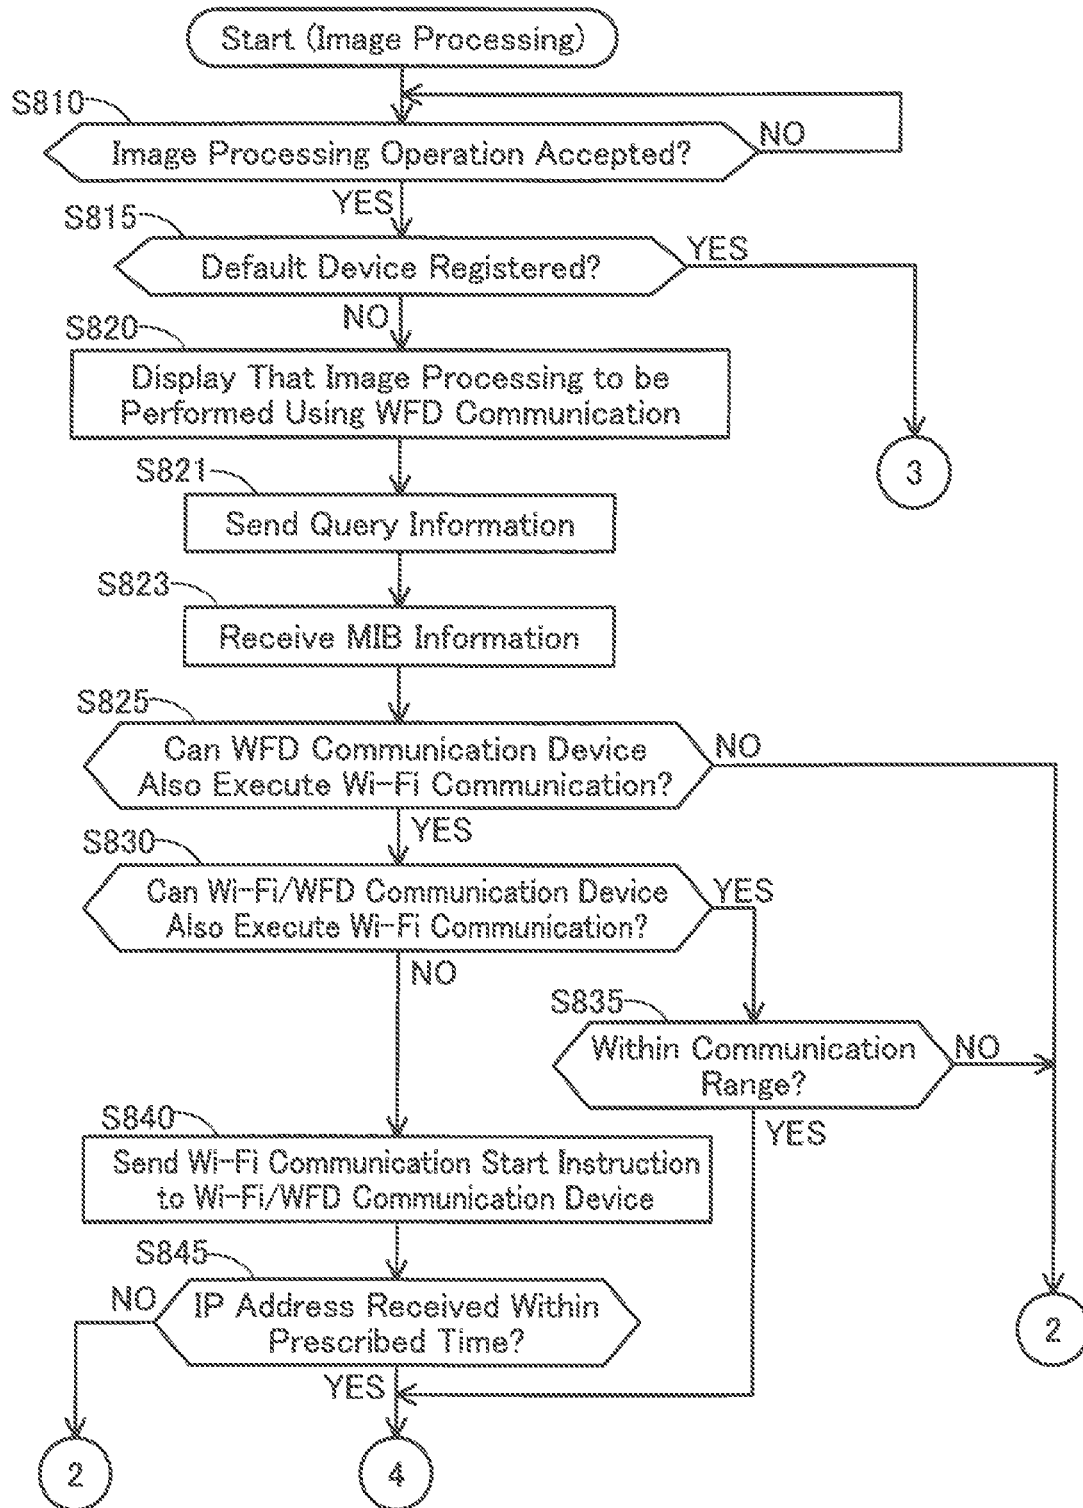 Start (Image Processing)
S810
Image Processing Operation Accepted?
NO
YES
S815
Default Device Registered?
YES
NO
S820
Display That Image Processing to be
Performed Using WFD Communication
3
S821
Send Query Information
S823
Receive MIB Information
S825
Can WFD Communication Device
Also Execute Wi-Fi Communication?
NO
YES
S830
Can Wi-Fi/WFD Communication Device
Also Execute Wi-Fi Communication?
YES
NO
S835
Within Communication
Range?
NO
YES
S840
Send Wi-Fi Communication Start Instruction
to Wi-Fi/WFD Communication Device
S845
NO
IP Address Received Within
Prescribed Time?
2
YES
2
4